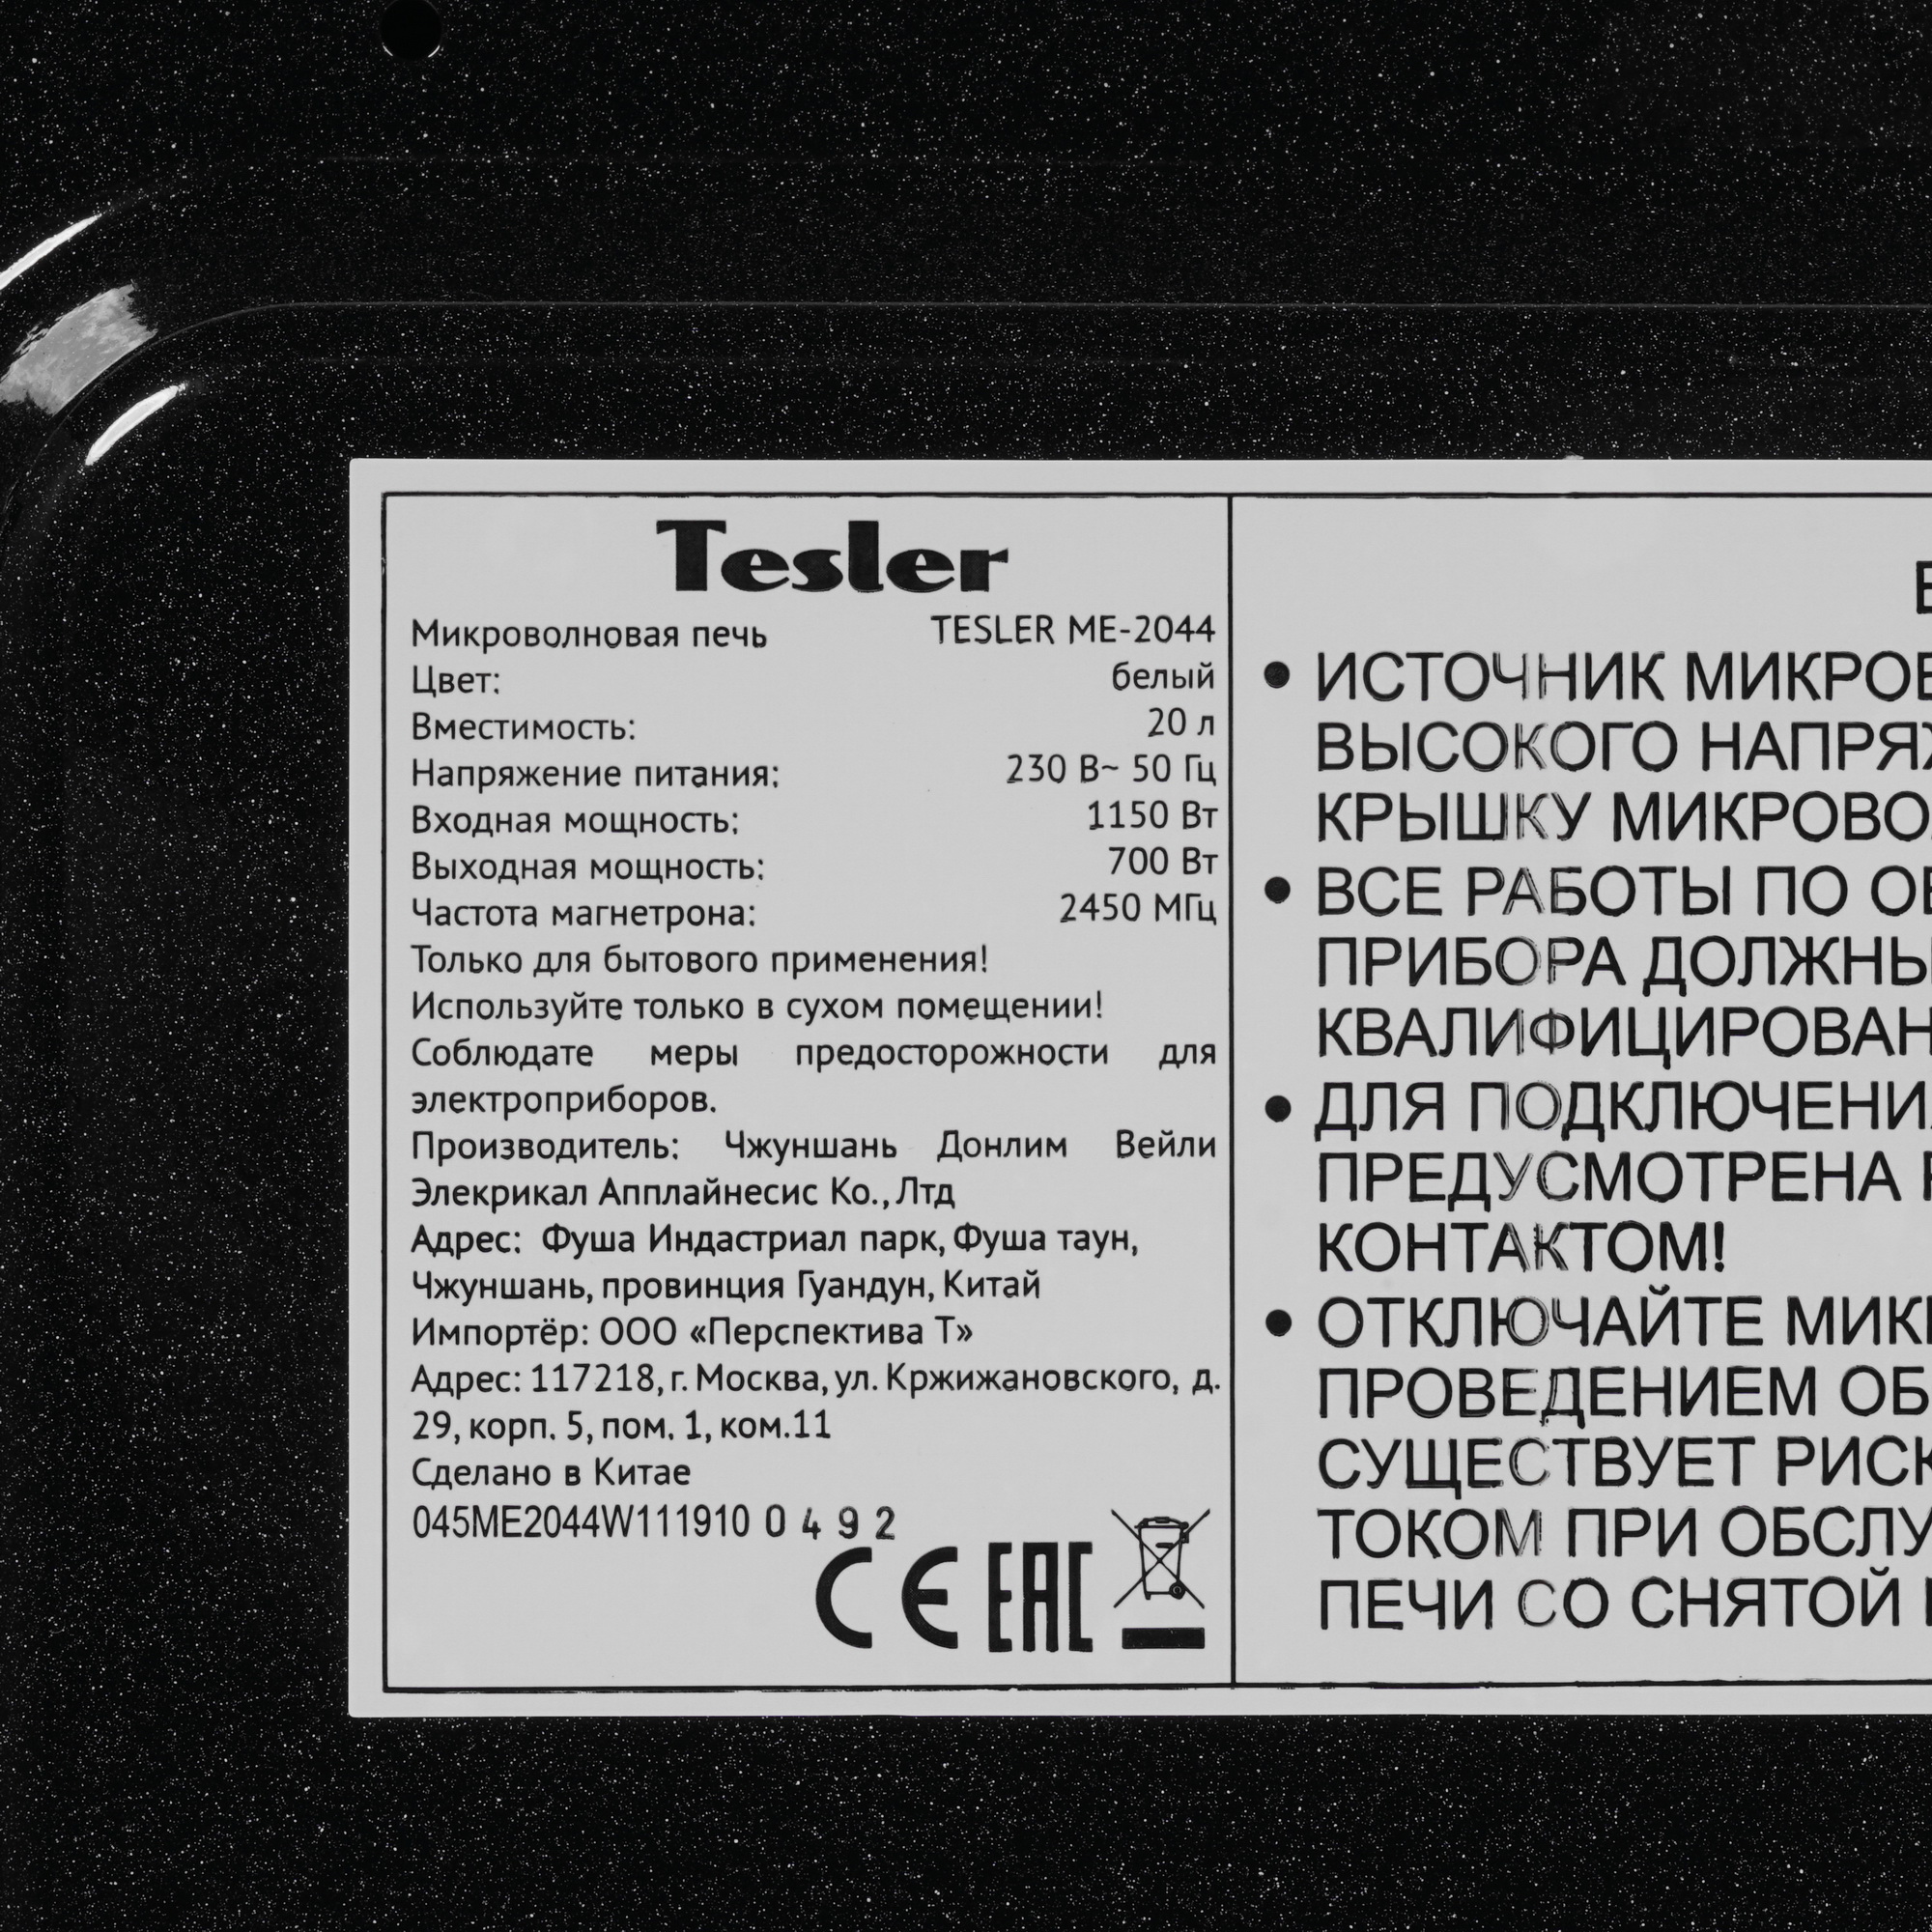 Tesler
Микроволновая печь TESLER ME-2044
Цвет: белый
Вместимость: 20 л
Напряжение питания: 230 В~ 50 Гц
Входная мощность: 1150 Вт
Выходная мощность: 700 Вт
Частота магнетрона: 2450 МГц
Только для бытового применения!
Используйте только в сухом помещении!
Соблюдате меры предосторожности для
электроприборов.
Производитель: Чжуншань Донлим Вейли
Элекрикал Апплайнесис Ко., Лтд
Адрес: Фуша Индастриал парк, Фуша таун,
Чжуншань, провинция Гуандун, Китай
Импортёр: ООО «Перспектива Т»
Адрес: 117218, г. Москва, ул. Кржижановского, д.
29, корп. 5, пом. 1, ком.11
Сделано в Китае
045ME2044W111910 0 4 9 2
CE EAC
• ИСТОЧНИК
ВЫСОКОГО
КРЫШКУ
• ВСЕ РАБОТЫ ПО
ПРИБОРА
• ДЛЯ
ПРЕДУСМОТРЕНА
КОНТАКТОМ!
• ОТКЛЮЧАЙТЕ
ПРОВЕДЕНИЕМ
СУЩЕСТВУЕТ РИСК
ТОКОМ ПРИ
ПЕЧИ СО СНЯТОЙ